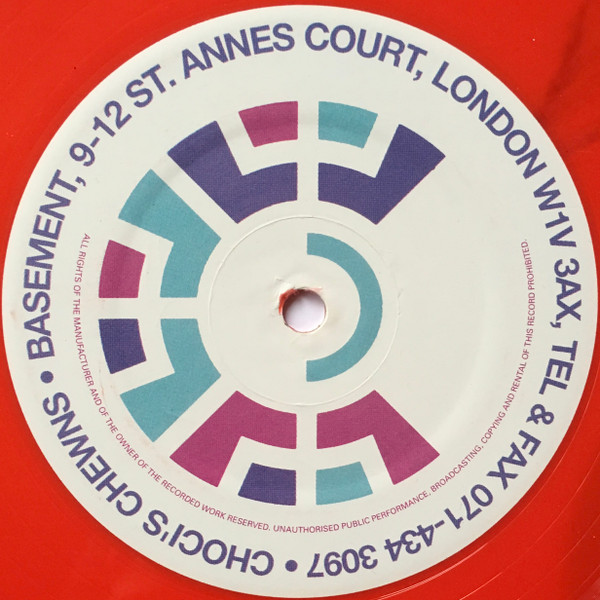 CHOCI'S CHEWNS • BASEMENT, 9-12 ST. ANNES COURT, LONDON W1V 3AX, TEL & FAX 071-434 3097 •
ALL RIGHTS OF THE MANUFACTURER AND OF THE OWNER OF THE RECORDED WORK RESERVED. UNAUTHORISED PUBLIC PERFORMANCE, BROADCASTING, COPYING AND RENTAL OF THIS RECORD PROHIBITED.